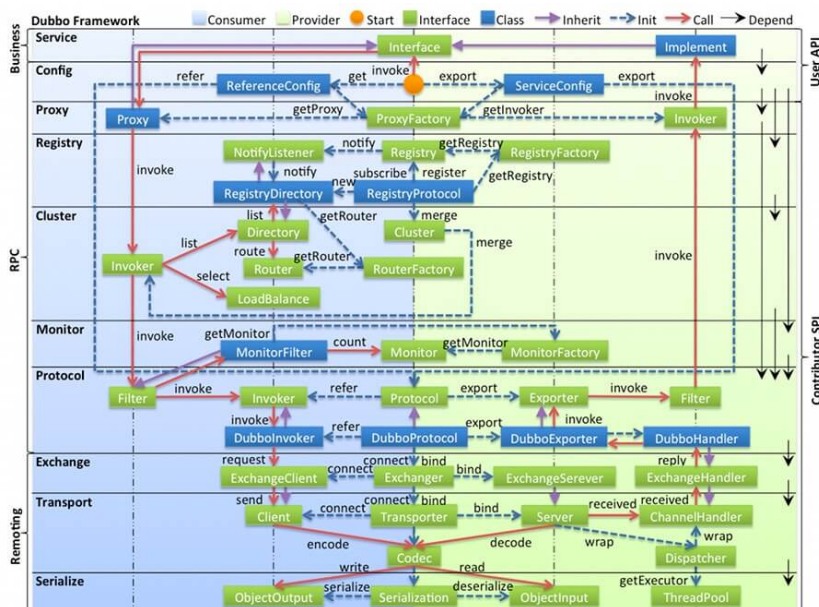 Dubbo Framework Consumer Provider Start Interface Class Inherit Init Call Depend
Business
Service
Interface
Implement
User API
Config
refer
ReferenceConfig
get
invoke
export
ServiceConfig
export
invoke
Proxy
Proxy
getProxy
ProxyFactory
getInvoker
Invoker
RPC
Registry
invoke
NotifyListener
notify
Registry
getRegistry
RegistryFactory
notify
subscribe
register
getRegistry
RegistryDirectory
new
RegistryProtocol
Cluster
list
getRouter
merge
Directory
Cluster
merge
list
route
getRouter
invoke
Invoker
Router
RouterFactory
select
LoadBalance
Contributor SPI
Monitor
invoke
getMonitor
MonitorFilter
count
Monitor
getMonitor
MonitorFactory
Protocol
Filter
invoke
Invoker
refer
Protocol
export
Exporter
invoke
Filter
invoke
refer
export
invoke
DubboInvoker
DubboProtocol
DubboExporter
DubboHandler
Remoting
Exchange
request
connect
bind
reply
ExchangeClient
connect
Exchanger
bind
ExchangeSerever
ExchangeHandler
Transport
send
connect
bind
received
received
Client
connect
Transporter
bind
Server
ChannelHandler
encode
decode
wrap
wrap
Codec
Dispatcher
Serialize
write
read
getExecutor
ObjectOutput
serialize
Serialization
deserialize
ObjectInput
ThreadPool